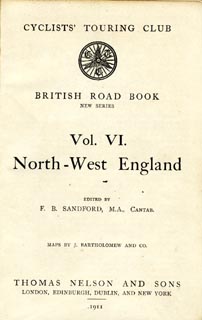 CYCLISTS' TOURING CLUB
BRITISH ROAD BOOK
NEW SERIES
Vol. VI.
North-West England
EDITED BY
F. B. SANDFORD, M.A., CANTAB.
MAPS BY J. BARTHOLOMEW AND CO.
THOMAS NELSON AND SONS
LONDON, EDINBURGH, DUBLIN, AND NEW YORK
1911